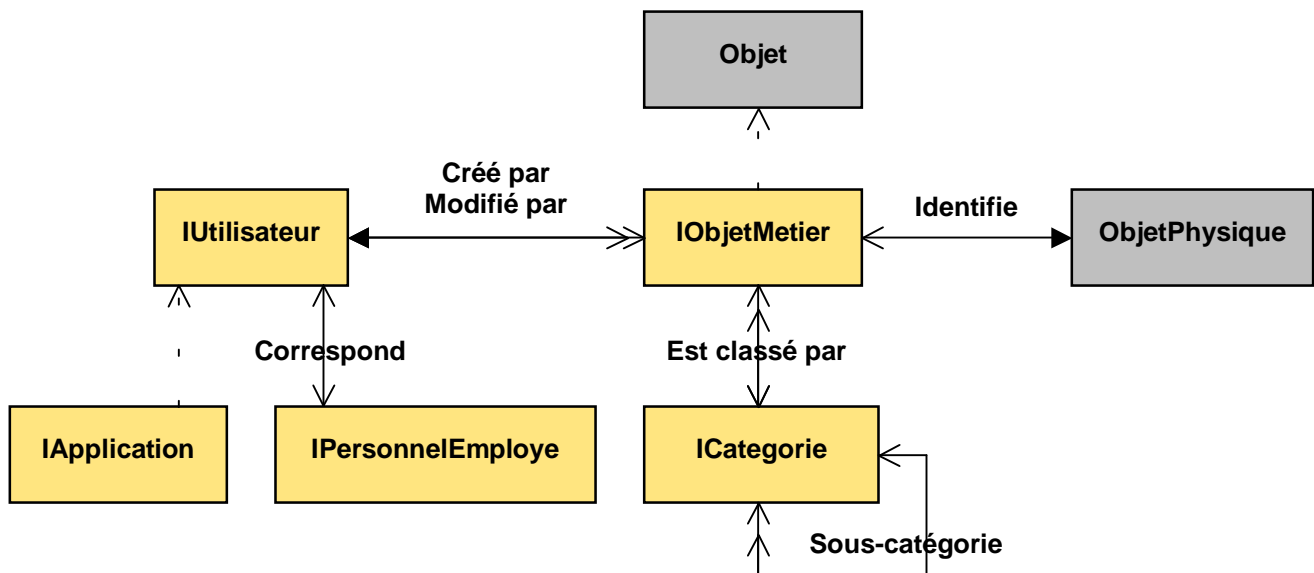 Objet
Créé par
Modifié par
IUtilisateur
IObjetMetier
Identifie
ObjetPhysique
Correspond
Est classé par
IApplication
IPersonnelEmploye
ICategorie
Sous-catégorie